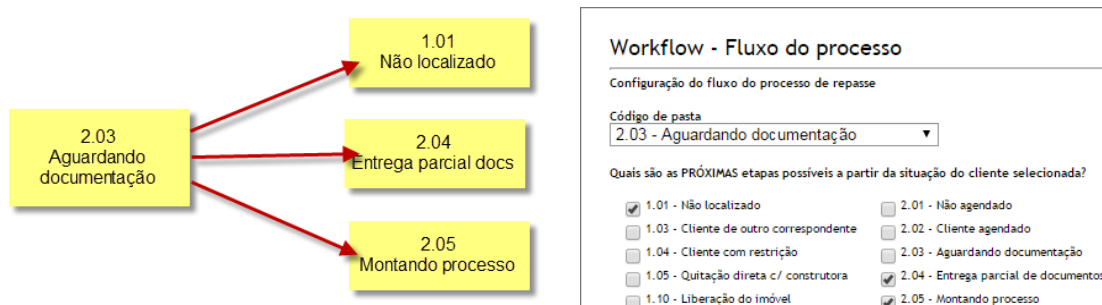 1.01
Não localizado
2.03
Aguardando
documentação
2.04
Entrega parcial docs
2.05
Montando processo
Workflow - Fluxo do processo
Configuração do fluxo do processo de repasse
Código de pasta
2.03 - Aguardando documentação
Quais são as PRÓXIMAS etapas possíveis a partir da situação do cliente selecionada?
1.01 - Não localizado
2.01 - Não agendado
1.03 - Cliente de outro correspondente
2.02 - Cliente agendado
1.04 - Cliente com restrição
2.03 - Aguardando documentação
1.05 - Quitação direta c/ construtora
2.04 - Entrega parcial de documentos
1.10 - Liberação do imóvel
2.05 - Montando processo